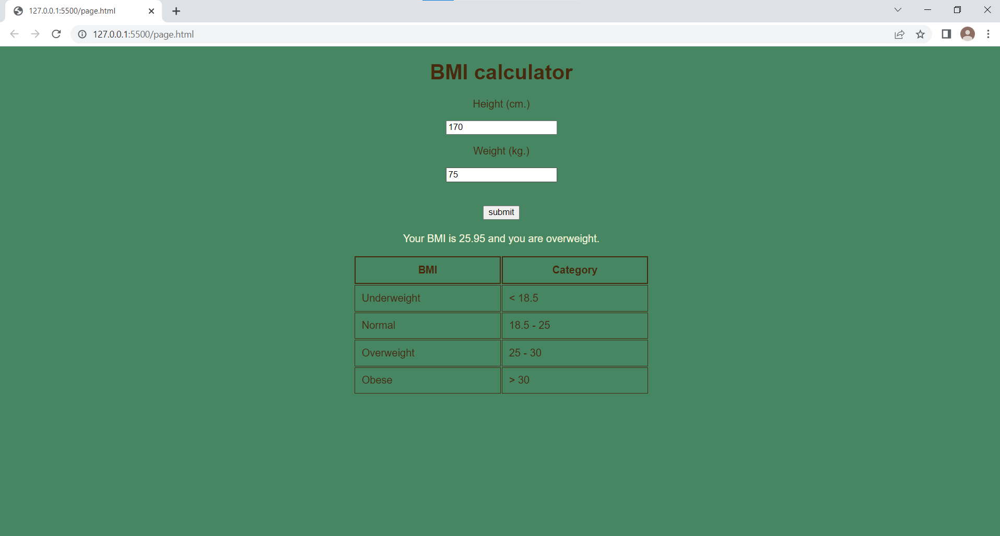 127.0.0.1:5500/page.html
127.0.0.1:5500/page.html
BMI calculator
Height (cm.)
170
Weight (kg.)
75
submit
Your BMI is 25.95 and you are overweight.
BMI Category
Underweight < 18.5
Normal 18.5 - 25
Overweight 25 - 30
Obese > 30